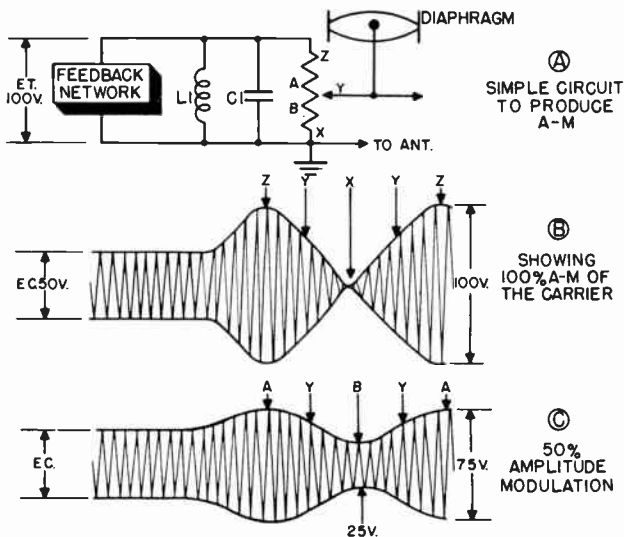 DIAPHRAGM
E.T.
100V.
FEEDBACK
NETWORK
L1
C1
Z
A
B
X
Y
TO ANT.
A
SIMPLE CIRCUIT
TO PRODUCE
A-M
Z
Y
X
Y
Z
EC50V.
100V.
B
SHOWING
100% A-M OF
THE CARRIER
A
Y
B
Y
A
EC.
75V.
25V.
C
50%
AMPLITUDE
MODULATION